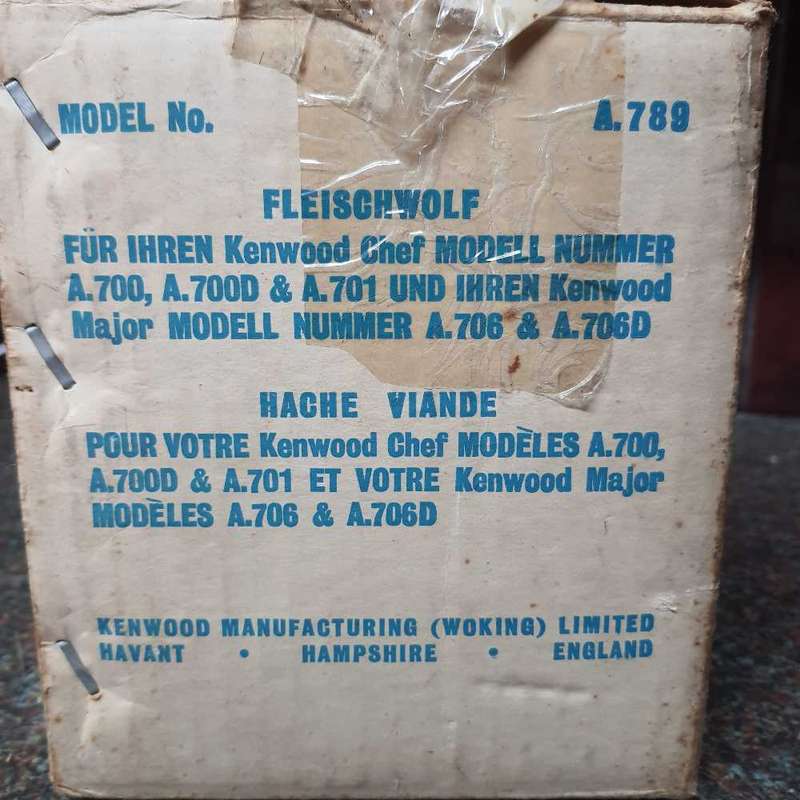 MODEL No. A.789
FLEISCHWOLF
FÜR IHREN Kenwood Chef MODELL NUMMER
A.700, A.700D & A.701 UND IHREN Kenwood
Major MODELL NUMMER A.706 & A.706D
HACHE VIANDE
POUR VOTRE Kenwood Chef MODÈLES A.700,
A.700D & A.701 ET VOTRE Kenwood Major
MODÈLES A.706 & A.706D
KENWOOD MANUFACTURING (WOKING) LIMITED
HAVANT • HAMPSHIRE • ENGLAND